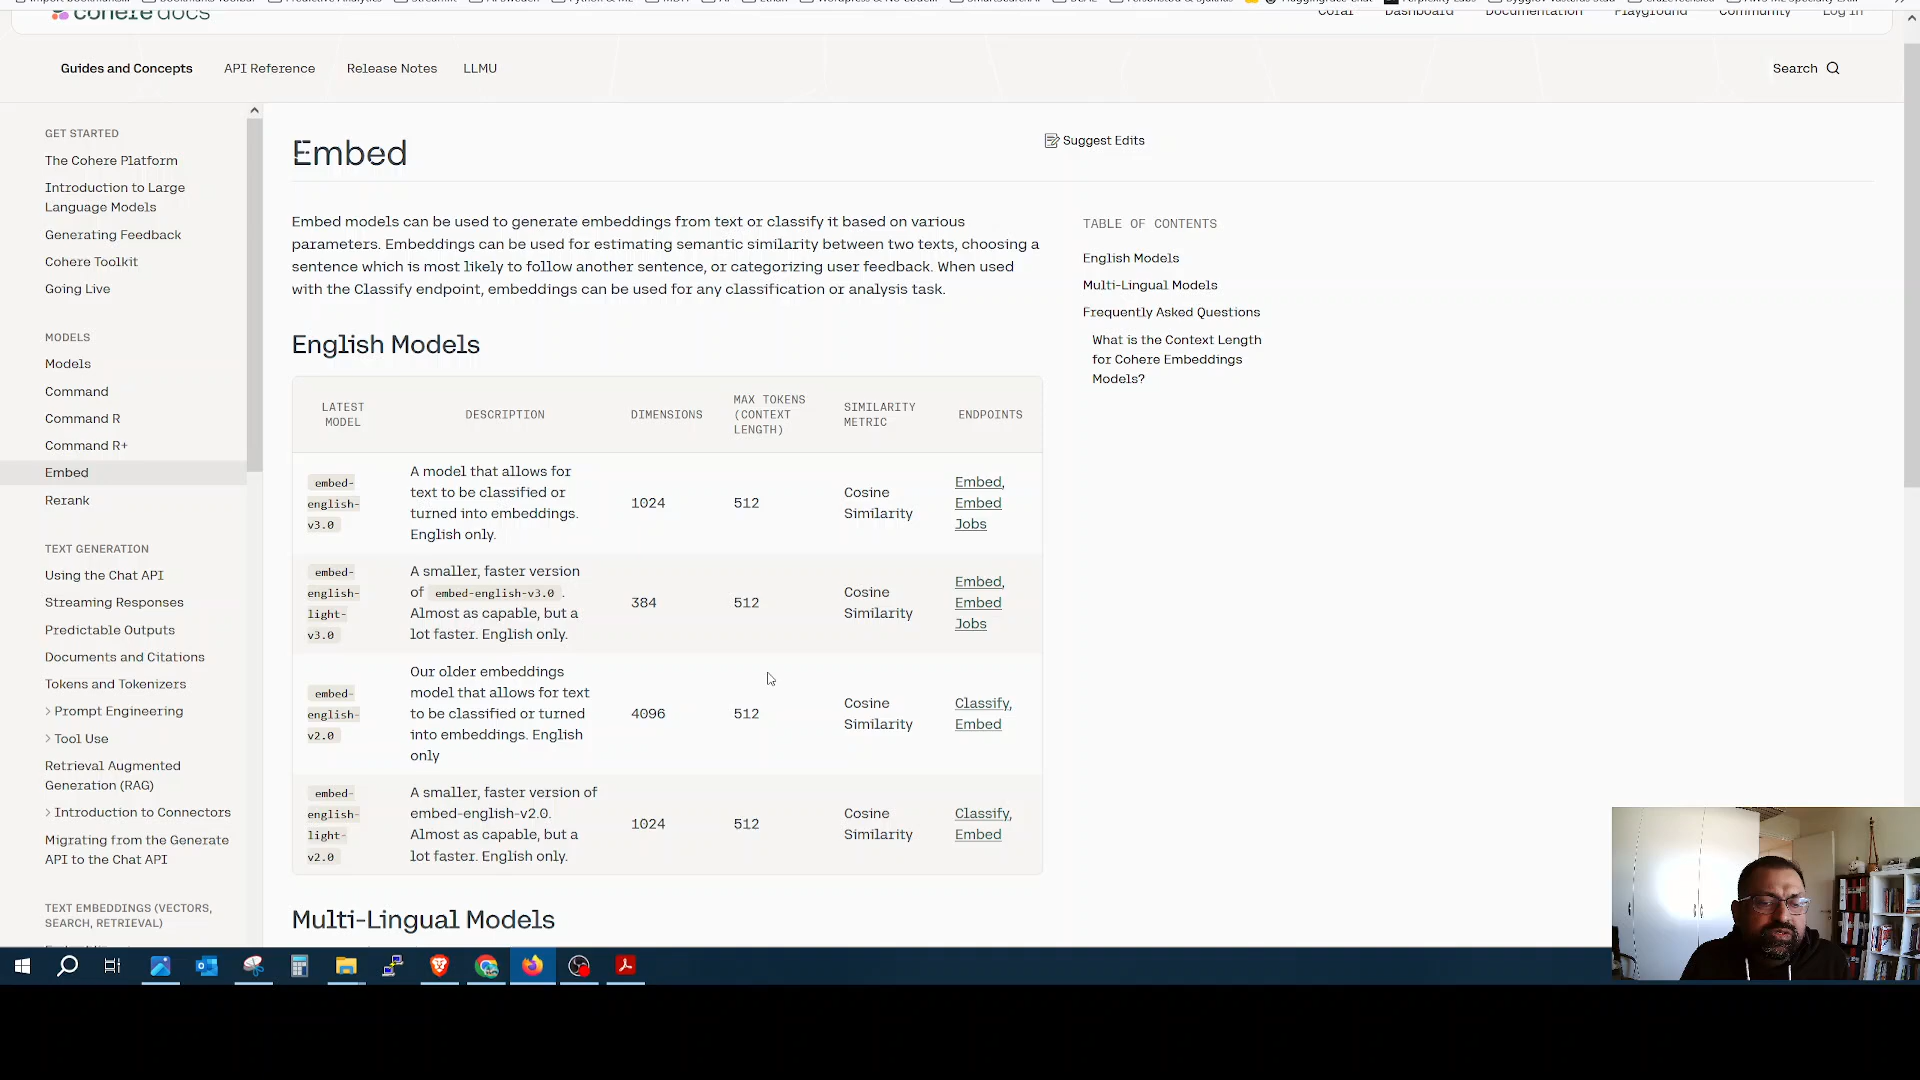 cohere docs
Dashboard Documentation Playground Community Log in
Guides and Concepts API Reference Release Notes LLMU
Search
GET STARTED
The Cohere Platform
Introduction to Large
Language Models
Generating Feedback
Cohere Toolkit
Going Live
MODELS
Models
Command
Command R
Command R+
Embed
Rerank
TEXT GENERATION
Using the Chat API
Streaming Responses
Predictable Outputs
Documents and Citations
Tokens and Tokenizers
Prompt Engineering
Tool Use
Retrieval Augmented
Generation (RAG)
Introduction to Connectors
Migrating from the Generate
API to the Chat API
TEXT EMBEDDINGS (VECTORS,
SEARCH, RETRIEVAL)
Embed
Suggest Edits
Embed models can be used to generate embeddings from text or classify it based on various
parameters. Embeddings can be used for estimating semantic similarity between two texts, choosing a
sentence which is most likely to follow another sentence, or categorizing user feedback. When used
with the Classify endpoint, embeddings can be used for any classification or analysis task.
English Models
LATEST
MODEL
DESCRIPTION
DIMENSIONS
MAX TOKENS
(CONTEXT
LENGTH)
SIMILARITY
METRIC
ENDPOINTS
embed-
english-
v3.0
A model that allows for
text to be classified or
turned into embeddings.
English only.
1024
512
Cosine
Similarity
Embed,
Embed
Jobs
embed-
english-
light-
v3.0
A smaller, faster version
of embed-english-v3.0 .
Almost as capable, but a
lot faster. English only.
384
512
Cosine
Similarity
Embed,
Embed
Jobs
embed-
english-
v2.0
Our older embeddings
model that allows for text
to be classified or turned
into embeddings. English
only
4096
512
Cosine
Similarity
Classify,
Embed
embed-
english-
light-
v2.0
A smaller, faster version of
embed-english-v2.0.
Almost as capable, but a
lot faster. English only.
1024
512
Cosine
Similarity
Classify,
Embed
Multi-Lingual Models
TABLE OF CONTENTS
English Models
Multi-Lingual Models
Frequently Asked Questions
What is the Context Length
for Cohere Embeddings
Models?